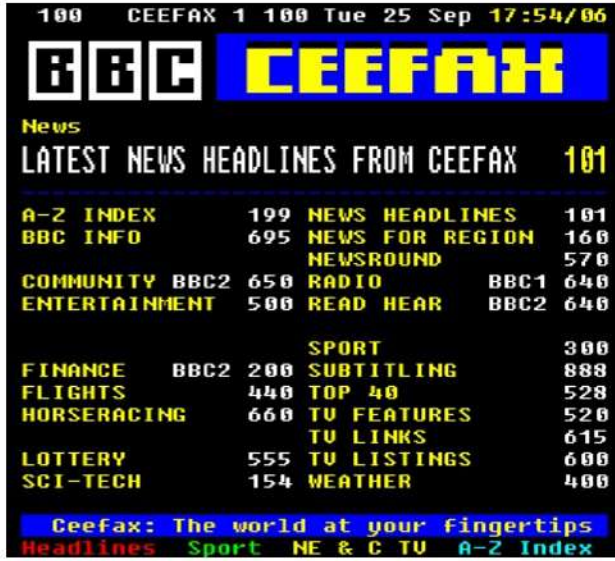 100 CEEFAX 1 100 Tue 25 Sep 17:54/06
BBC CEEFAX
News
LATEST NEWS HEADLINES FROM CEEFAX 101
A-Z INDEX 199 NEWS HEADLINES 101
BBC INFO 695 NEWS FOR REGION 160
NEWSROUND 570
COMMUNITY BBC2 650 RADIO BBC1 640
ENTERTAINMENT 500 READ HEAR BBC2 640
SPORT 300
FINANCE BBC2 200 SUBTITLING 888
FLIGHTS 440 TOP 40 528
HORSERACING 660 TV FEATURES 520
TV LINKS 615
LOTTERY 555 TV LISTINGS 600
SCI-TECH 154 WEATHER 400
Ceefax: The world at your fingertips
Headlines Sport NE & C TV A-Z Index